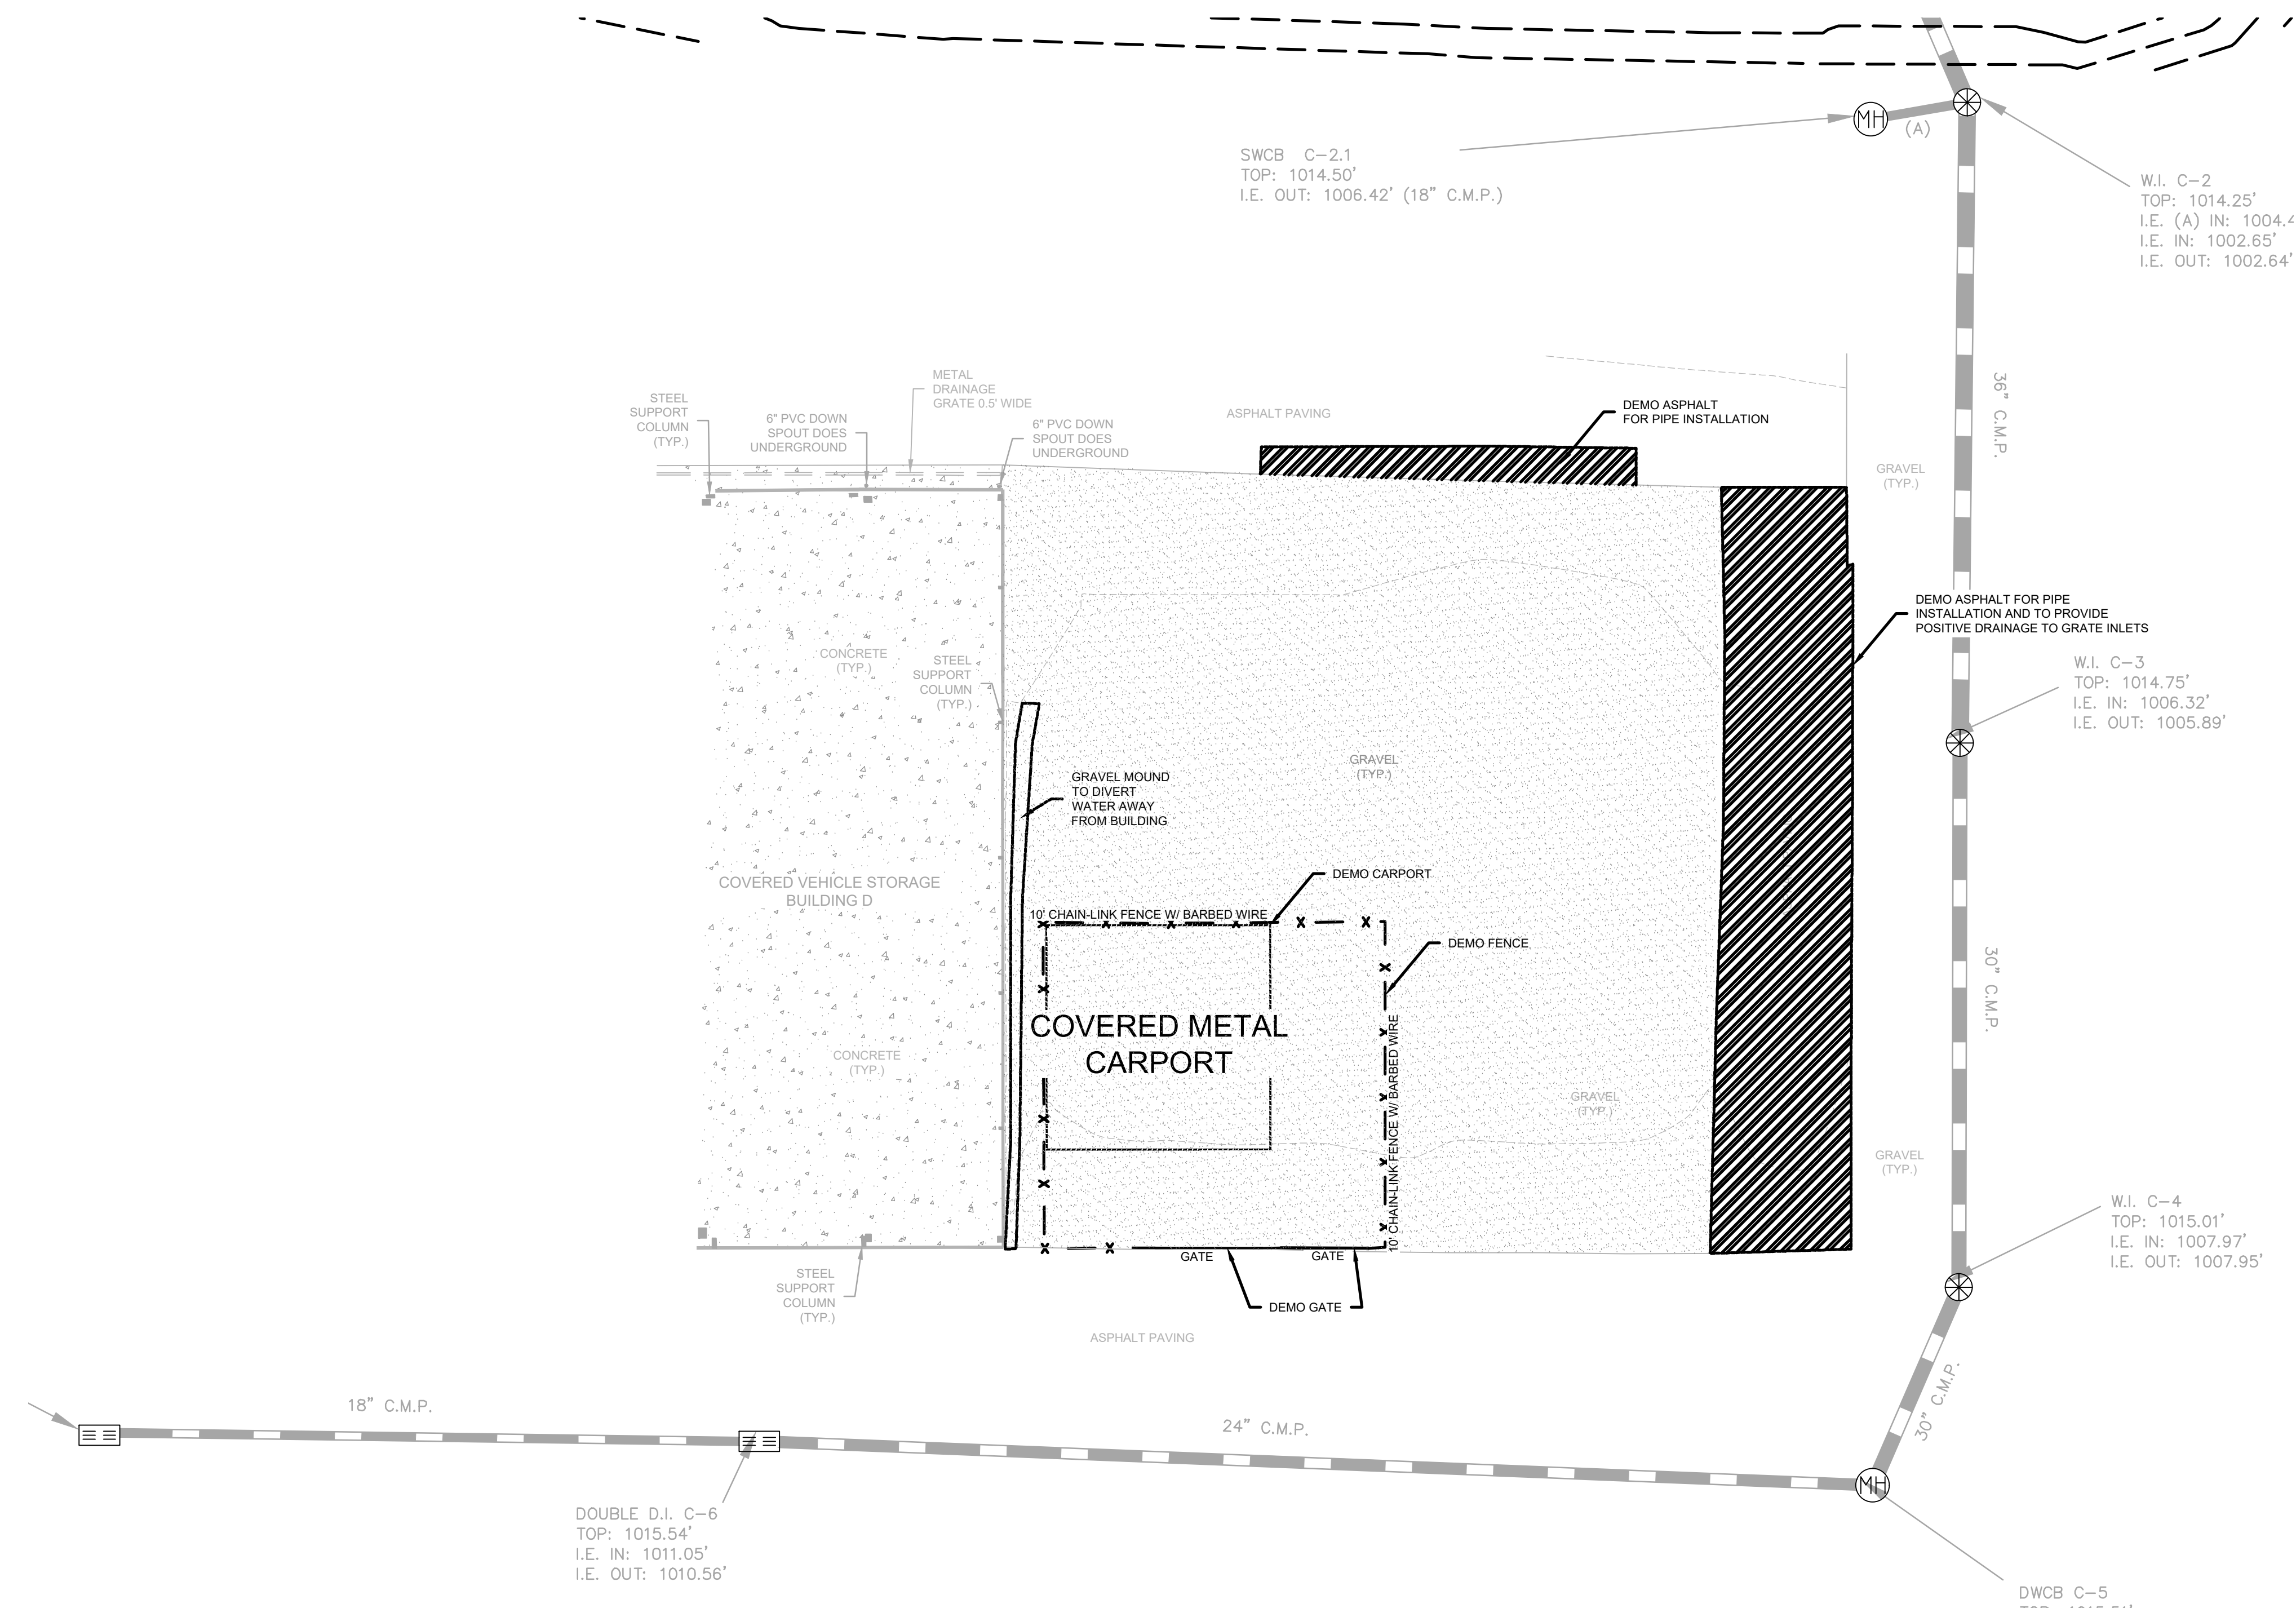 SWCB C-2.1
TOP: 1014.50'
I.E. OUT: 1006.42' (18" C.M.P.)
MH
(A)
W.I. C-2
TOP: 1014.25'
I.E. (A) IN: 1004.4
I.E. IN: 1002.65'
I.E. OUT: 1002.64'
36" C.M.P.
METAL
DRAINAGE
GRATE 0.5' WIDE
STEEL
SUPPORT
COLUMN
(TYP.)
6" PVC DOWN
SPOUT DOES
UNDERGROUND
6" PVC DOWN
SPOUT DOES
UNDERGROUND
ASPHALT PAVING
DEMO ASPHALT
FOR PIPE INSTALLATION
GRAVEL
(TYP.)
DEMO ASPHALT FOR PIPE
INSTALLATION AND TO PROVIDE
POSITIVE DRAINAGE TO GRATE INLETS
CONCRETE
(TYP.)
STEEL
SUPPORT
COLUMN
(TYP.)
W.I. C-3
TOP: 1014.75'
I.E. IN: 1006.32'
I.E. OUT: 1005.89'
GRAVEL
(TYP.)
GRAVEL MOUND
TO DIVERT
WATER AWAY
FROM BUILDING
COVERED VEHICLE STORAGE
BUILDING D
DEMO CARPORT
10' CHAIN-LINK FENCE W/ BARBED WIRE
DEMO FENCE
30" C.M.P.
COVERED METAL
CARPORT
10' CHAIN-LINK FENCE W/ BARBED WIRE
CONCRETE
(TYP.)
GRAVEL
(TYP.)
GRAVEL
(TYP.)
W.I. C-4
TOP: 1015.01'
I.E. IN: 1007.97'
I.E. OUT: 1007.95'
GATE
GATE
STEEL
SUPPORT
COLUMN
(TYP.)
DEMO GATE
ASPHALT PAVING
30" C.M.P.
18" C.M.P.
24" C.M.P.
MH
DOUBLE D.I. C-6
TOP: 1015.54'
I.E. IN: 1011.05'
I.E. OUT: 1010.56'
DWCB C-5